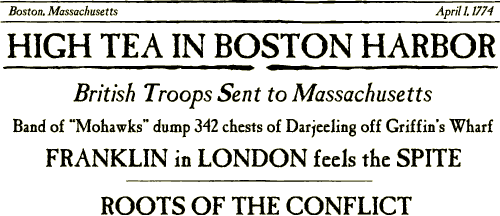 Boston, Massachusetts April 1, 1774
HIGH TEA IN BOSTON HARBOR
British Troops Sent to Massachusetts
Band of "Mohawks" dump 342 chests of Darjeeling off Griffin's Wharf
FRANKLIN in LONDON feels the SPITE
ROOTS OF THE CONFLICT